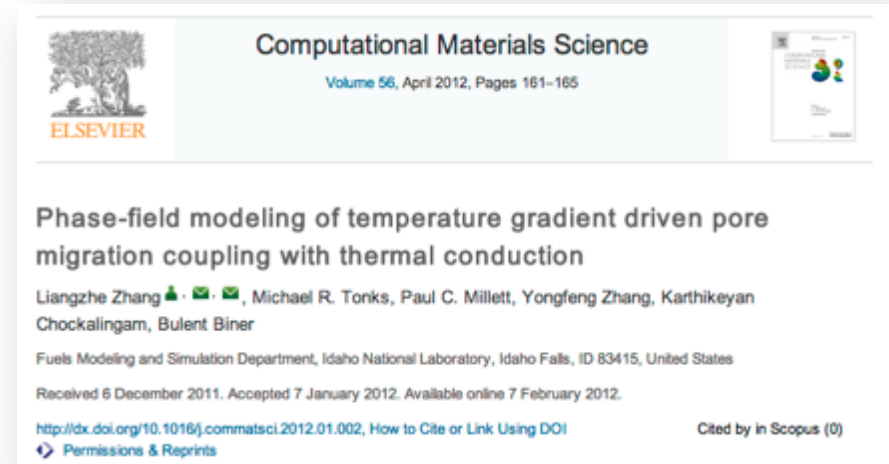 Computational Materials Science
Volume 56, April 2012, Pages 161–165
ELSEVIER
Phase-field modeling of temperature gradient driven pore
migration coupling with thermal conduction
Liangzhe Zhang, Michael R. Tonks, Paul C. Millett, Yongfeng Zhang, Karthikeyan
Chockalingam, Bulent Biner
Fuels Modeling and Simulation Department, Idaho National Laboratory, Idaho Falls, ID 83415, United States
Received 6 December 2011. Accepted 7 January 2012. Available online 7 February 2012.
http://dx.doi.org/10.1016/j.commatsci.2012.01.002, How to Cite or Link Using DOI
Cited by in Scopus (0)
Permissions & Reprints